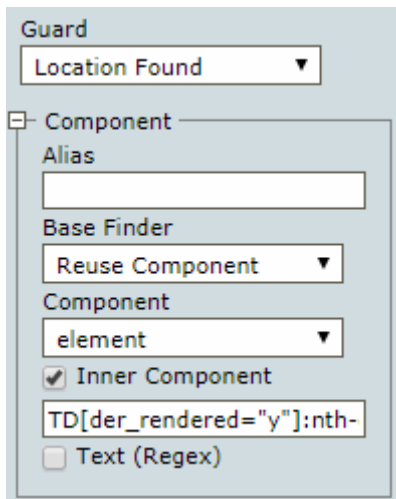 Guard
Location Found
Component
Alias
Base Finder
Reuse Component
Component
element
Inner Component
TD[der_rendered="y"]:nth-
Text (Regex)